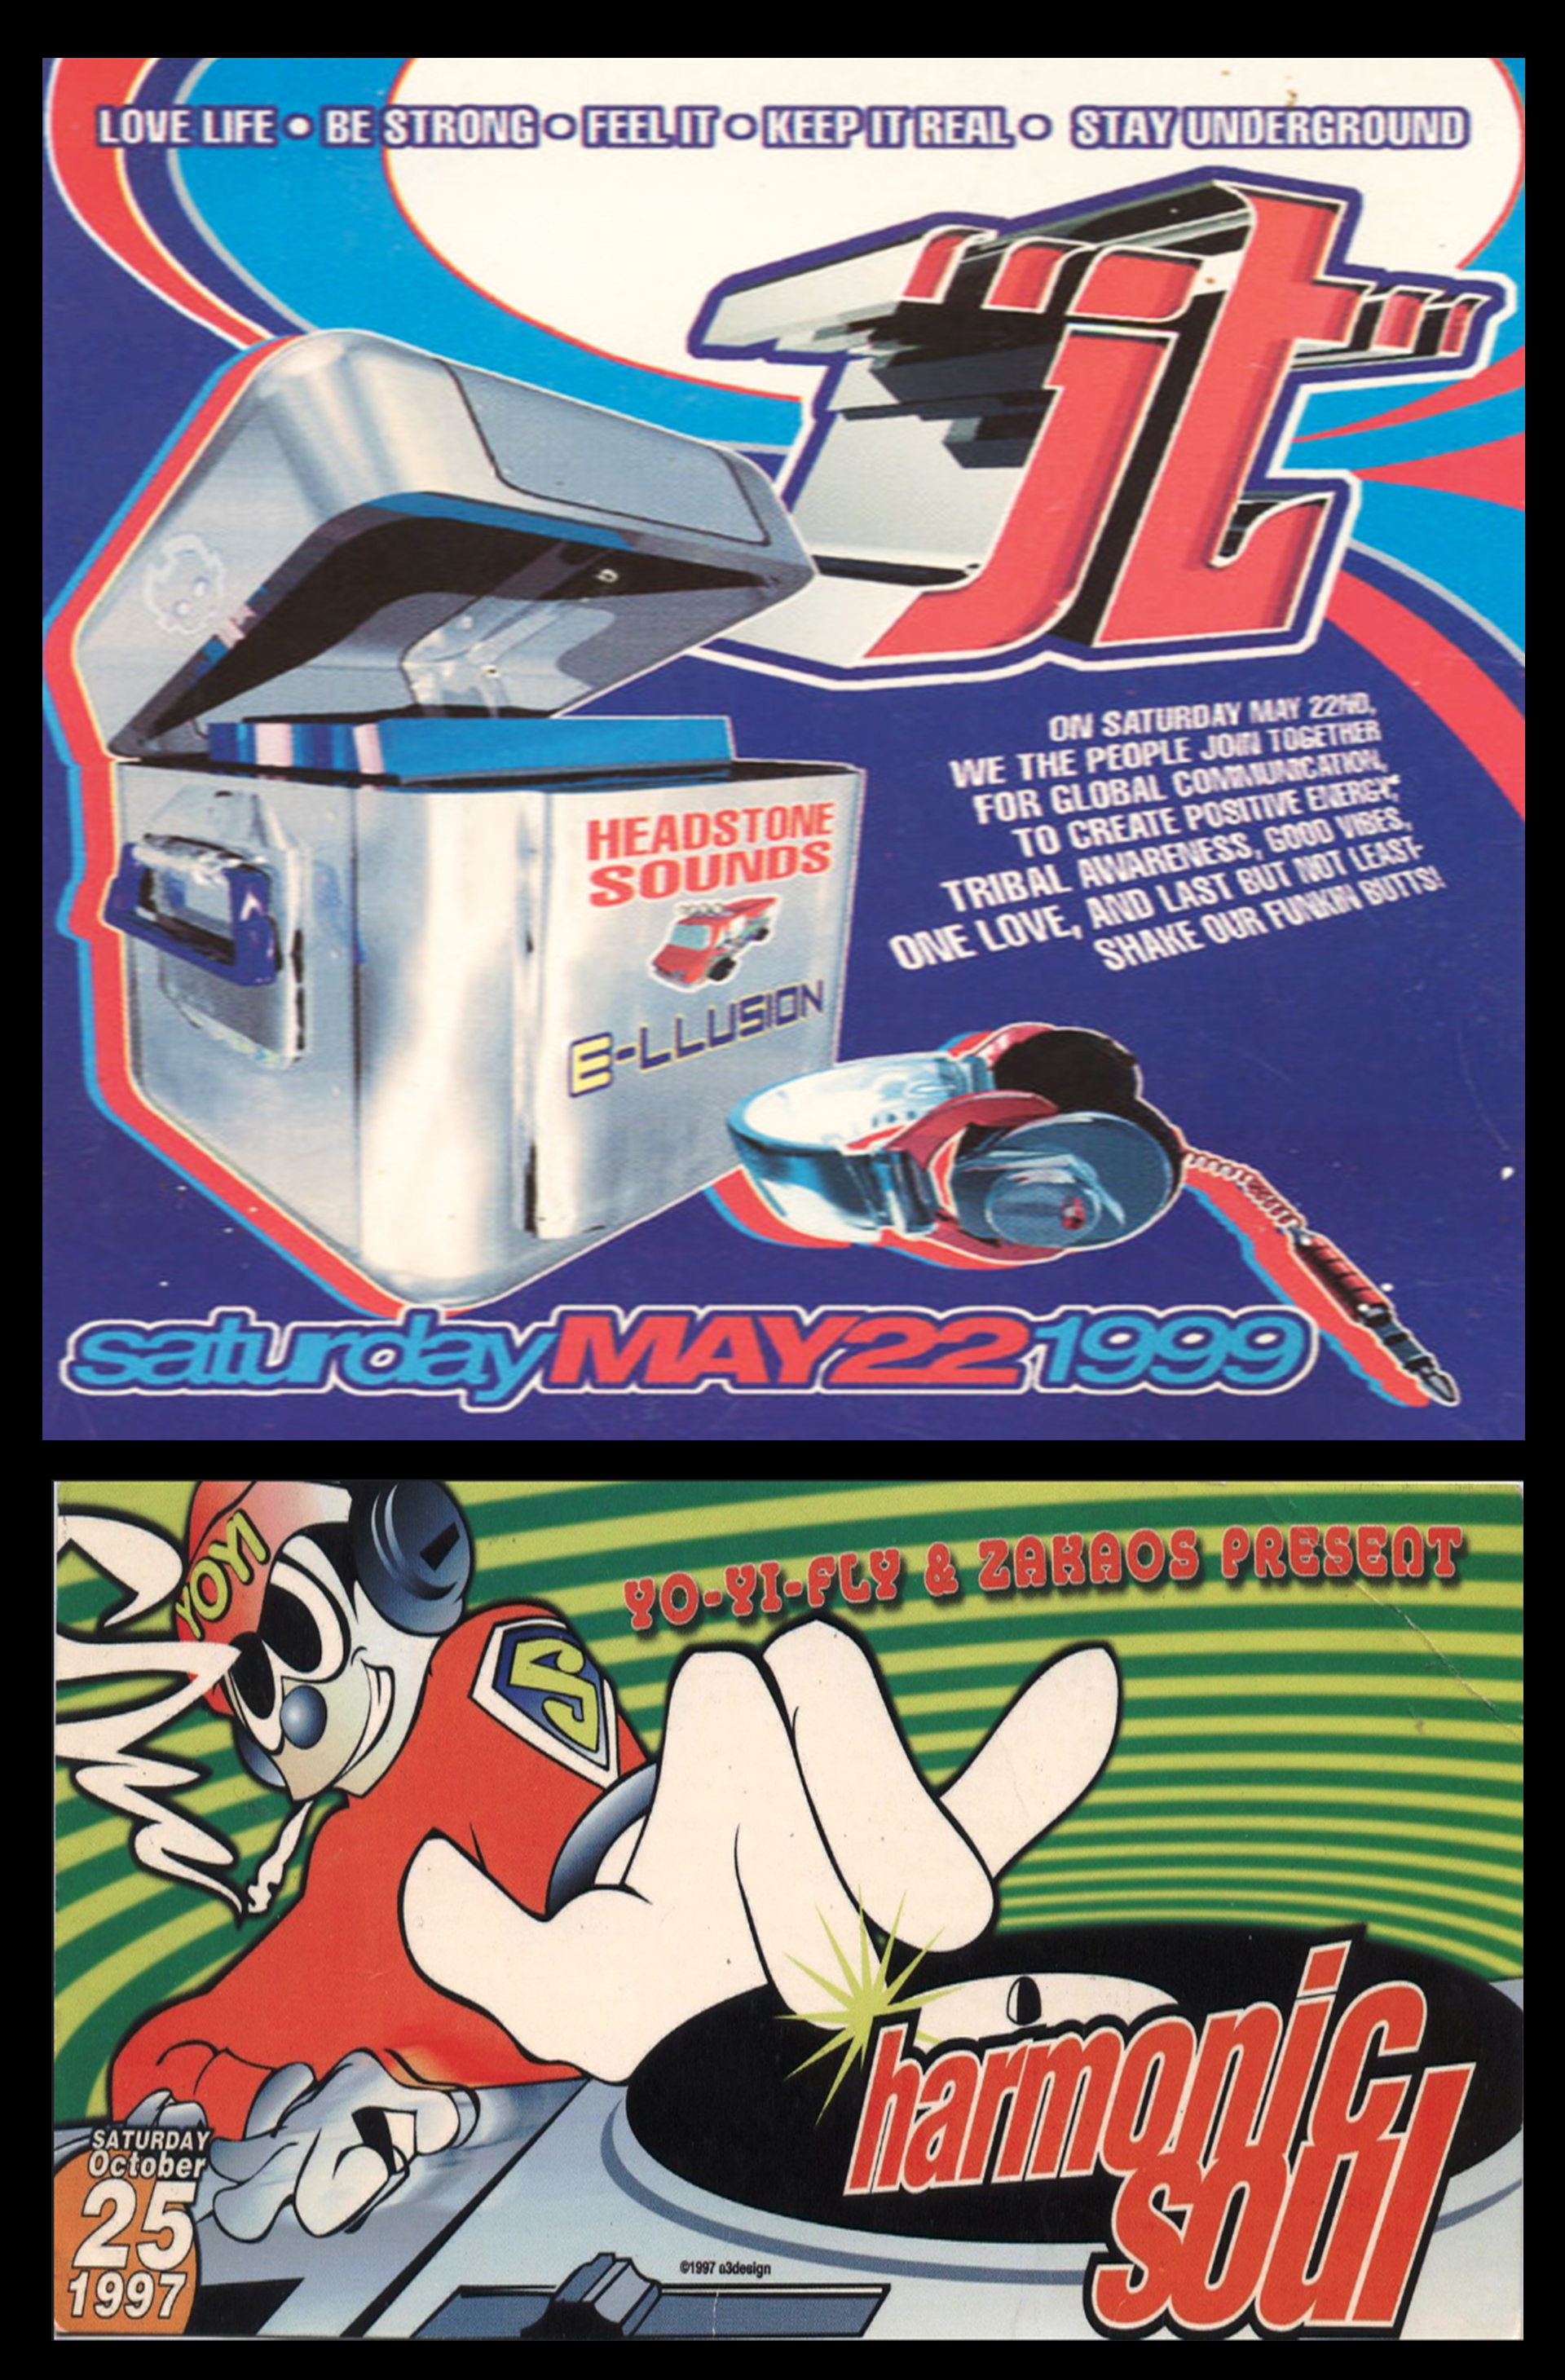 LOVE LIFE • BE STRONG • FEEL IT • KEEP IT REAL • STAY UNDERGROUND
"jt"
ON SATURDAY MAY 22ND,
WE THE PEOPLE JOIN TOGETHER
FOR GLOBAL COMMUNICATION,
TO CREATE POSITIVE ENERGY,
TRIBAL AWARENESS, GOOD VIBES,
ONE LOVE, AND LAST BUT NOT LEAST-
SHAKE OUR FUNKIN BUTTS!
HEADSTONE
SOUNDS
E-LLUSION
saturday MAY 22 1999
YOYI
S
YO-YI-FLY & ZAKAOS PRESENT
harmonic
soul
SATURDAY
October
25
1997
©1997 a3design